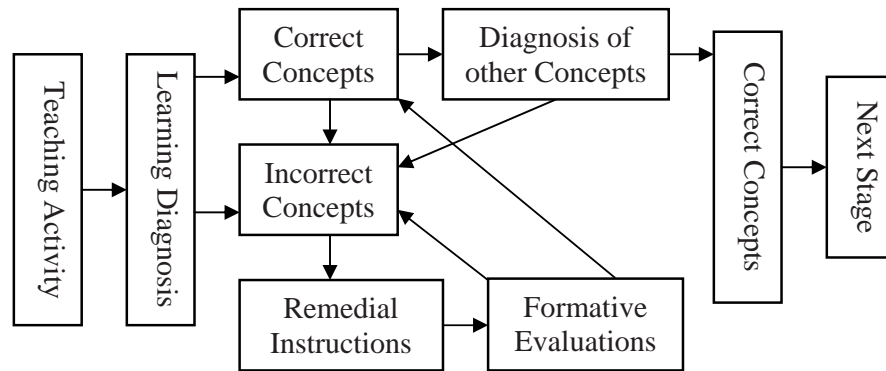 Teaching Activity
Learning Diagnosis
Correct
Concepts
Diagnosis of
other Concepts
Incorrect
Concepts
Remedial
Instructions
Formative
Evaluations
Correct Concepts
Next Stage